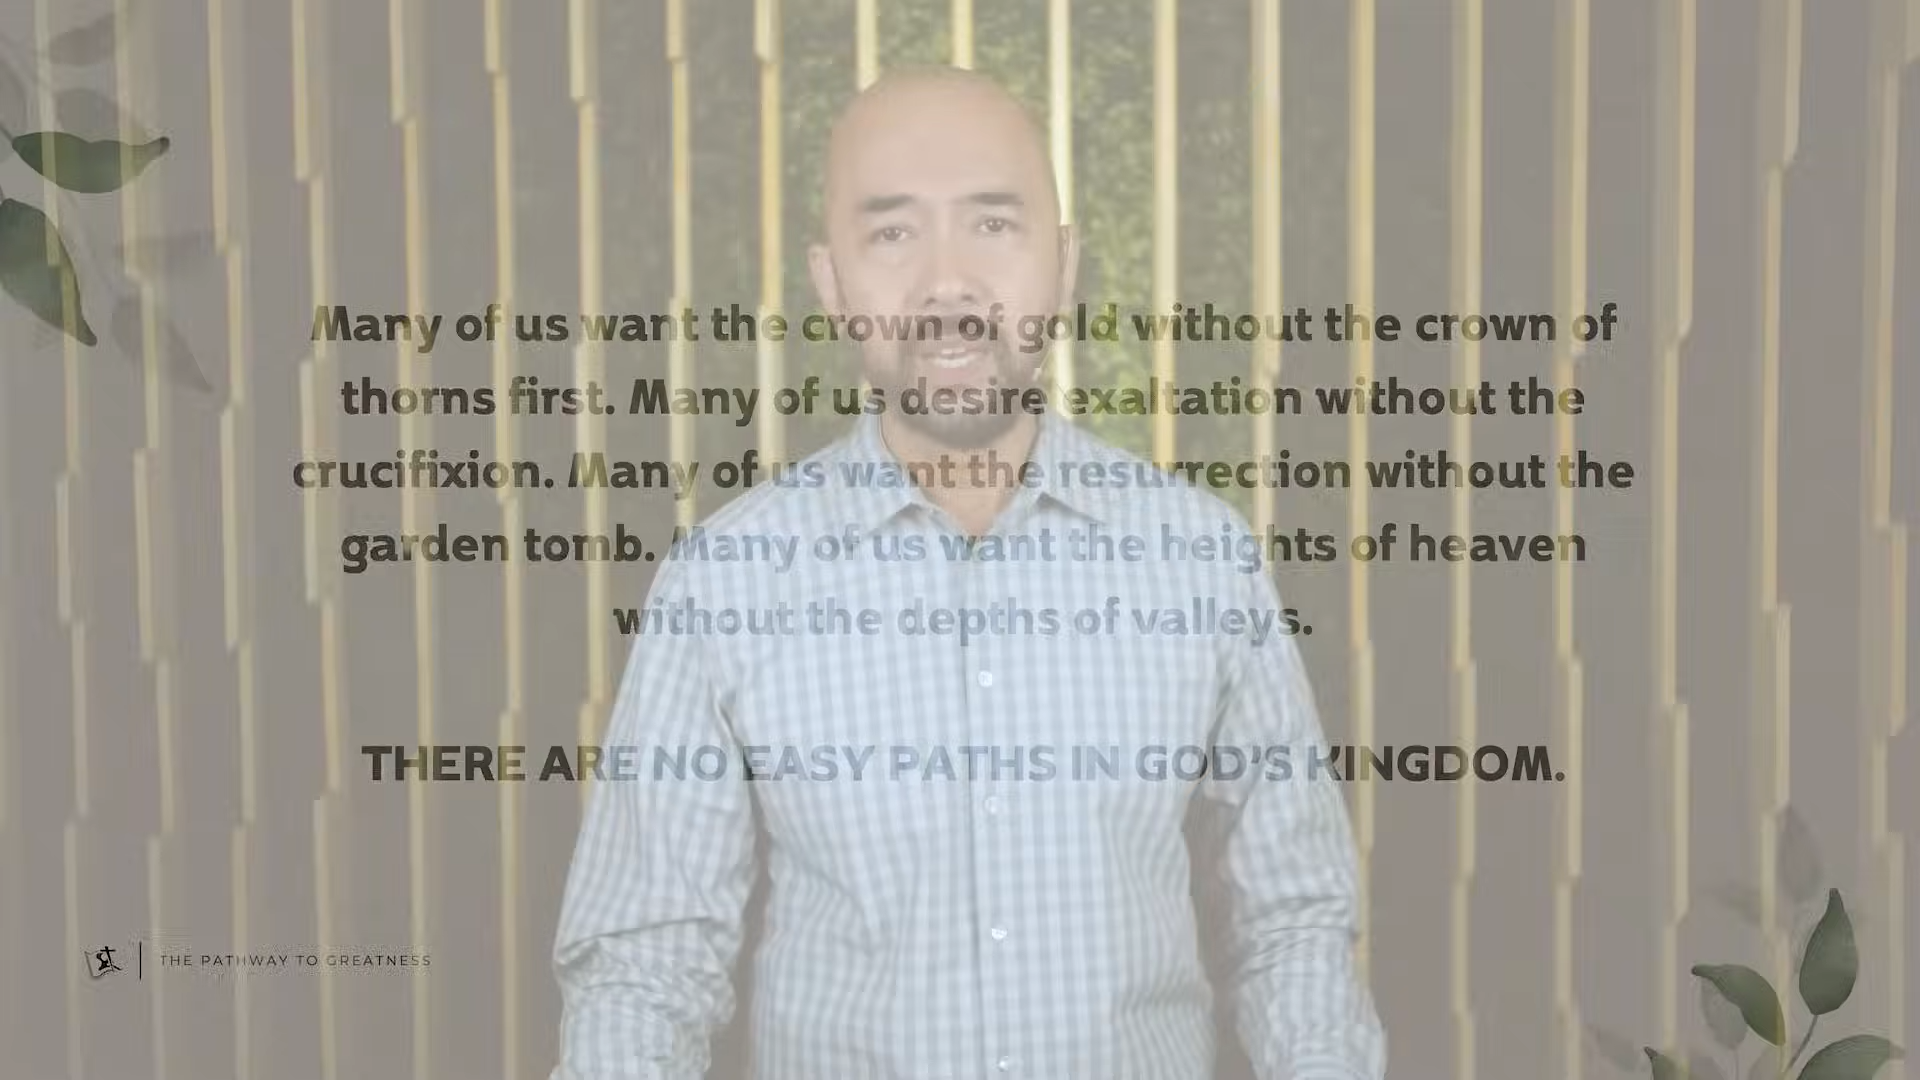 Many of us want the crown of gold without the crown of
thorns first. Many of us desire exaltation without the
crucifixion. Many of us want the resurrection without the
garden tomb. Many of us want the heights of heaven
without the depths of valleys.
THERE ARE NO EASY PATHS IN GOD'S KINGDOM.
THE PATHWAY TO GREATNESS